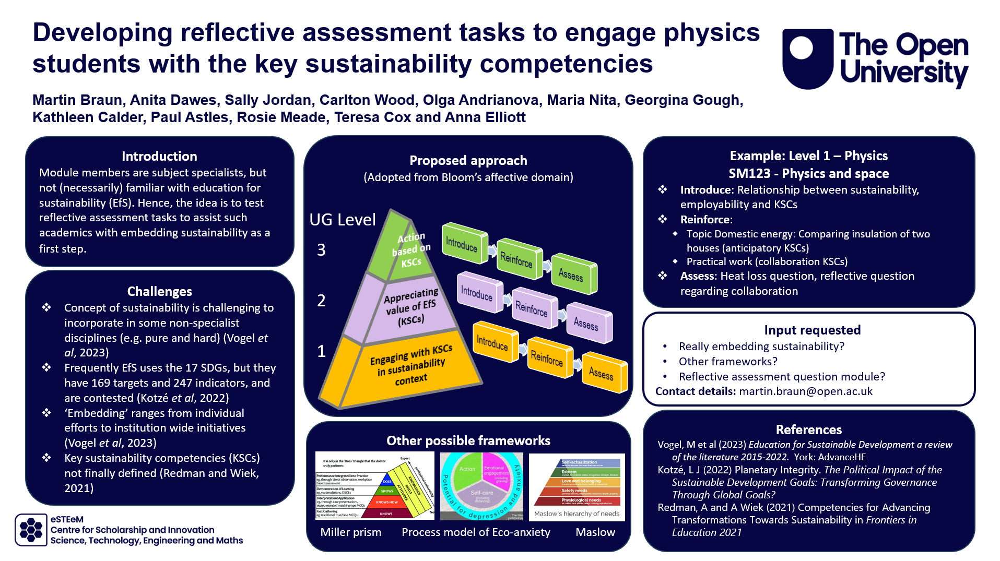 Developing reflective assessment tasks to engage physics
students with the key sustainability competencies
The Open
University
Martin Braun, Anita Dawes, Sally Jordan, Carlton Wood, Olga Andrianova, Maria Nita, Georgina Gough,
Kathleen Calder, Paul Astles, Rosie Meade, Teresa Cox and Anna Elliott
Introduction
Module members are subject specialists, but
not (necessarily) familiar with education for
sustainability (EfS). Hence, the idea is to test
reflective assessment tasks to assist such
academics with embedding sustainability as a
first step.
Challenges
❖ Concept of sustainability is challenging to
incorporate in some non-specialist
disciplines (e.g. pure and hard) (Vogel et
al, 2023)
❖ Frequently EfS uses the 17 SDGs, but they
have 169 targets and 247 indicators, and
are contested (Kotzé et al, 2022)
❖ ‘Embedding’ ranges from individual
efforts to institution wide initiatives
(Vogel et al, 2023)
❖ Key sustainability competencies (KSCs)
not finally defined (Redman and Wiek,
2021)
eSTEeM
Centre for Scholarship and Innovation
Science, Technology, Engineering and Maths
Proposed approach
(Adopted from Bloom’s affective domain)
UG Level
3
Action
based on
KSCs
Introduce
Reinforce
Assess
2
Appreciating
value of EfS
(KSCs)
Introduce
Reinforce
Assess
1
Engaging with KSCs
in sustainability
context
Introduce
Reinforce
Assess
Other possible frameworks
It is only in the 'Does' triangle that the doctor
truly performs
Expert
Performance Integrated into Practice
eg, through direct observation, workplace
based assessment
Demonstration of Learning
eg, via simulations, OSCEs
Interpretation/Application
eg, through case presentations,
essays, extended matching type MCQs
Fact Gathering
eg, traditional true/false MCQs
DOES
SHOWS
KNOWS HOW
KNOWS
KNOWLEDGE
SKILLS
ATTITUDES
professional authenticity
No
Miller prism
Action
Emotional
engagement
(including
grieving)
Self-care
(including
distancing)
Potential for depression and anxiety
Process model of Eco-anxiety
Self-actualization
Esteem
Love and belonging
Safety needs
Physiological needs
Maslow's hierarchy of needs
Maslow
Example: Level 1 – Physics
SM123 - Physics and space
❖ Introduce: Relationship between sustainability,
employability and KSCs
❖ Reinforce:
◆ Topic Domestic energy: Comparing insulation of two
houses (anticipatory KSCs)
◆ Practical work (collaboration KSCs)
❖ Assess: Heat loss question, reflective question
regarding collaboration
Input requested
• Really embedding sustainability?
• Other frameworks?
• Reflective assessment question module?
Contact details: martin.braun@open.ac.uk
References
Vogel, M et al (2023) Education for Sustainable Development a review
of the literature 2015-2022. York: AdvanceHE
Kotzé, L J (2022) Planetary Integrity. The Political Impact of the
Sustainable Development Goals: Transforming Governance
Through Global Goals?
Redman, A and A Wiek (2021) Competencies for Advancing
Transformations Towards Sustainability in Frontiers in
Education 2021